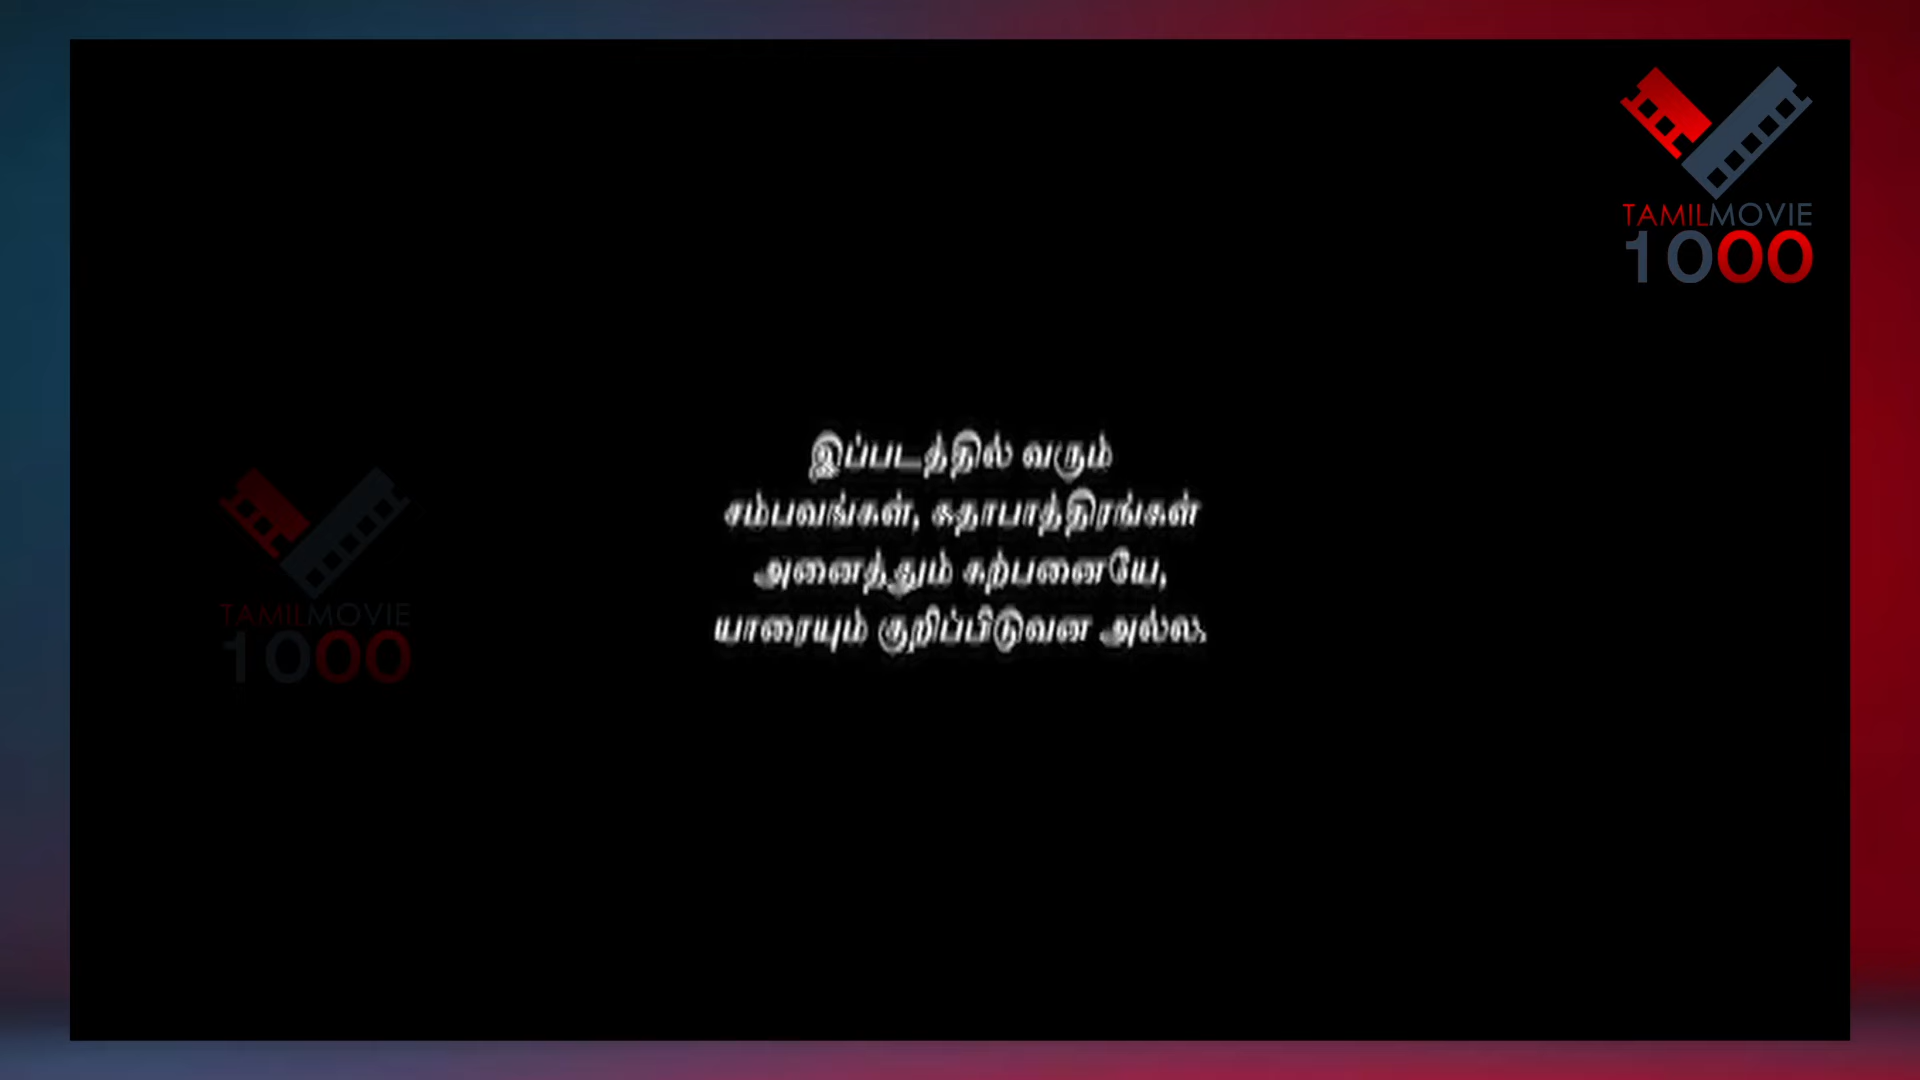 TAMILMOVIE
1000
இப்படத்தில் வரும்
சம்பவங்கள், கதாபாத்திரங்கள்
அனைத்தும் கற்பனையே,
யாரையும் குறிப்பிடுவன அல்ல.
TAMILMOVIE
1000